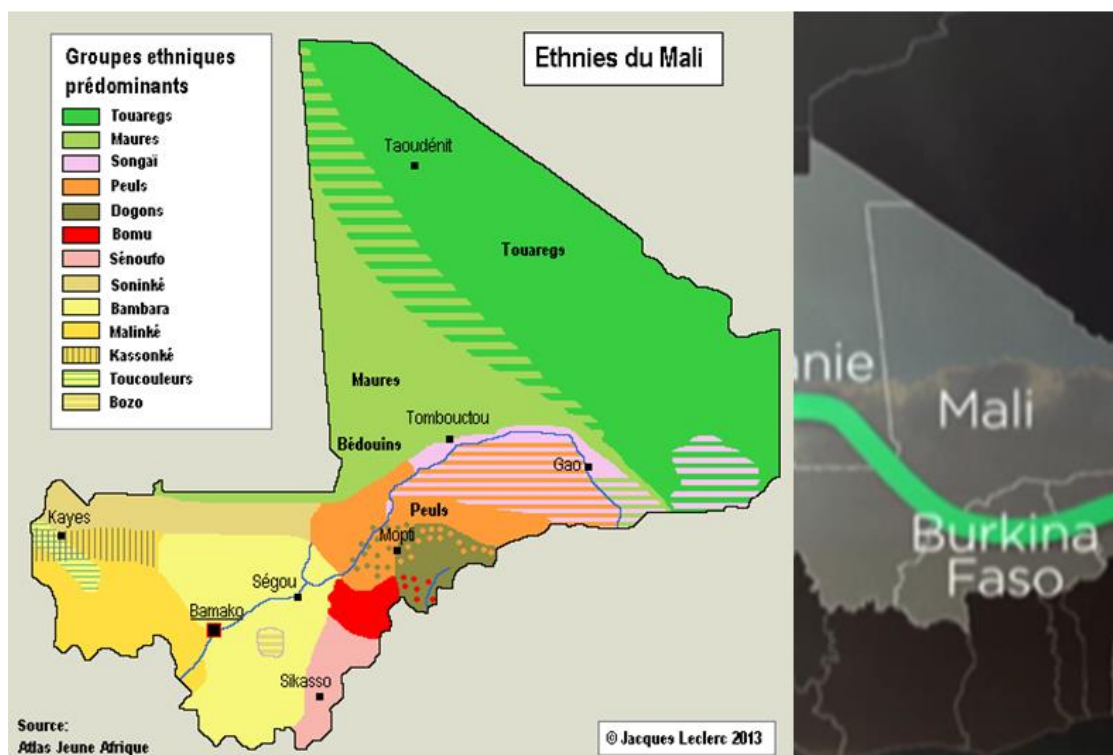 Groupes ethniques
prédominants
Touaregs
Maures
Songaï
Peuls
Dogons
Bomu
Sénoufo
Soninké
Bambara
Malinké
Kassonké
Toucouleurs
Bozo
Ethnies du Mali
Taoudénit
Touaregs
Maures
Tombouctou
Bédouins
Gao
Kayes
Peuls
Mopti
Ségou
Bamako
Sikasso
Source:
Atlas Jeune Afrique
© Jacques Leclerc 2013
anie
Mali
Burkina
Faso